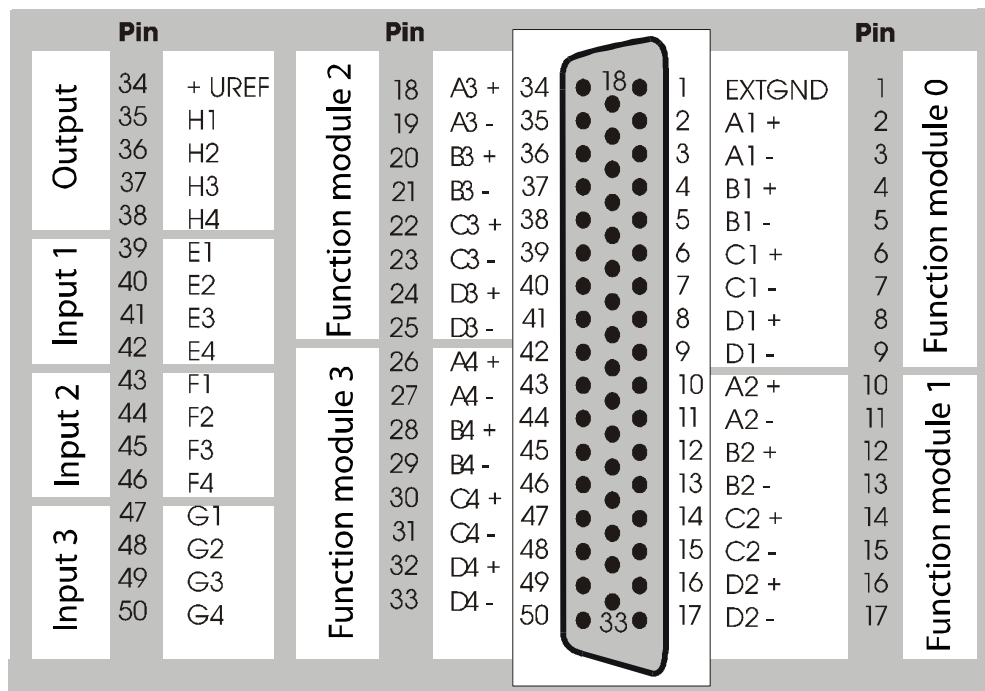 Pin Pin Pin
Output
34 + UREF
35 H1
36 H2
37 H3
38 H4
Input 1
39 E1
40 E2
41 E3
42 E4
Input 2
43 F1
44 F2
45 F3
46 F4
Input 3
47 G1
48 G2
49 G3
50 G4
Function module 2
18 A3 +
19 A3 -
20 B3 +
21 B3 -
22 C3 +
23 C3 -
24 D3 +
25 D3 -
Function module 3
26 A4 +
27 A4 -
28 B4 +
29 B4 -
30 C4 +
31 C4 -
32 D4 +
33 D4 -
34 18 1
35 2
36 3
37 4
38 5
39 6
40 7
41 8
42 9
43 10
44 11
45 12
46 13
47 14
48 15
49 16
50 33 17
EXTGND 1
A1 + 2
A1 - 3
B1 + 4
B1 - 5
C1 + 6
C1 - 7
D1 + 8
D1 - 9
Function module 0
A2 + 10
A2 - 11
B2 + 12
B2 - 13
C2 + 14
C2 - 15
D2 + 16
D2 - 17
Function module 1